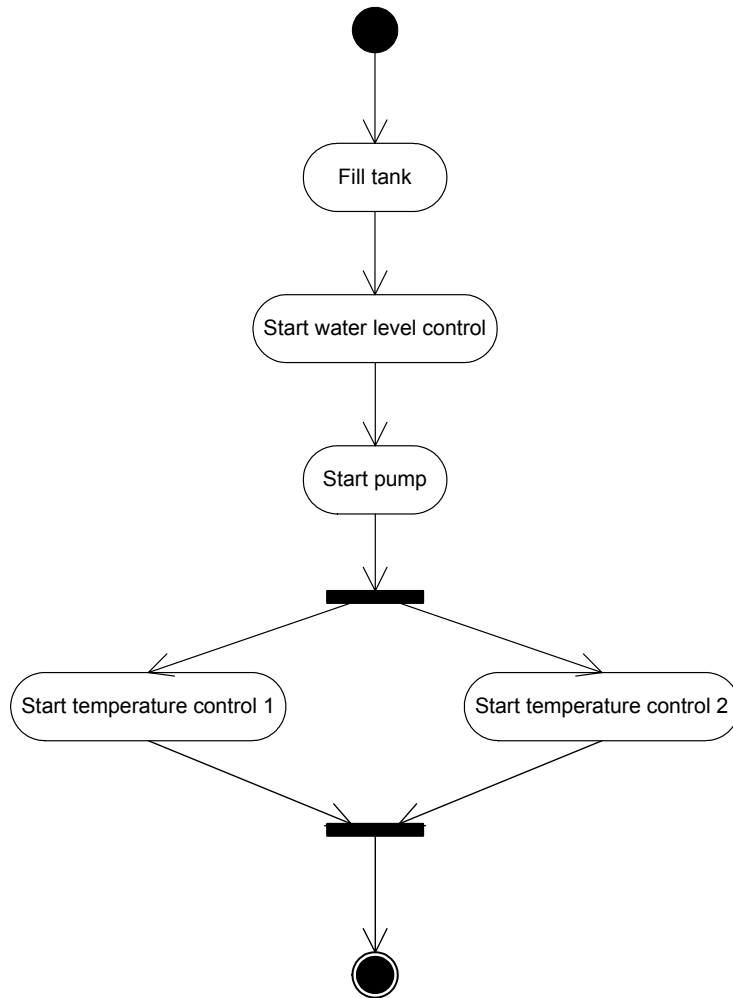 Fill tank
Start water level control
Start pump
Start temperature control 1
Start temperature control 2